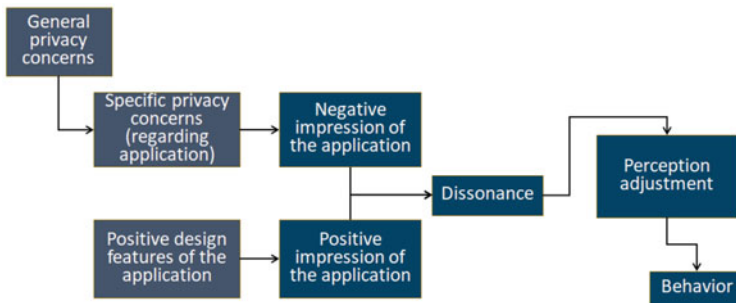 General
privacy
concerns
Specific privacy
concerns
(regarding
application)
Negative
impression of
the application
Dissonance
Perception
adjustment
Positive design
features of the
application
Positive
impression of
the application
Behavior